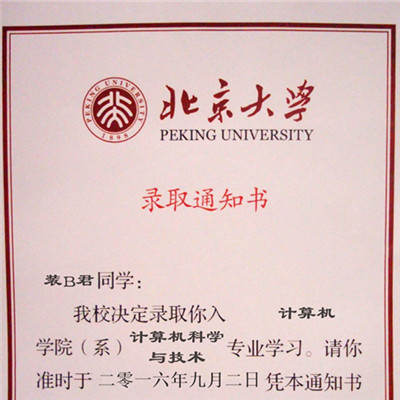 PEKING UNIVERSITY
1898
北京大学
PEKING UNIVERSITY
录取通知书
装B君同学：
我校决定录取你入 计算机
学院（系）计算机科学与技术 专业学习。请你
准时于 二零一六年九月二日 凭本通知书